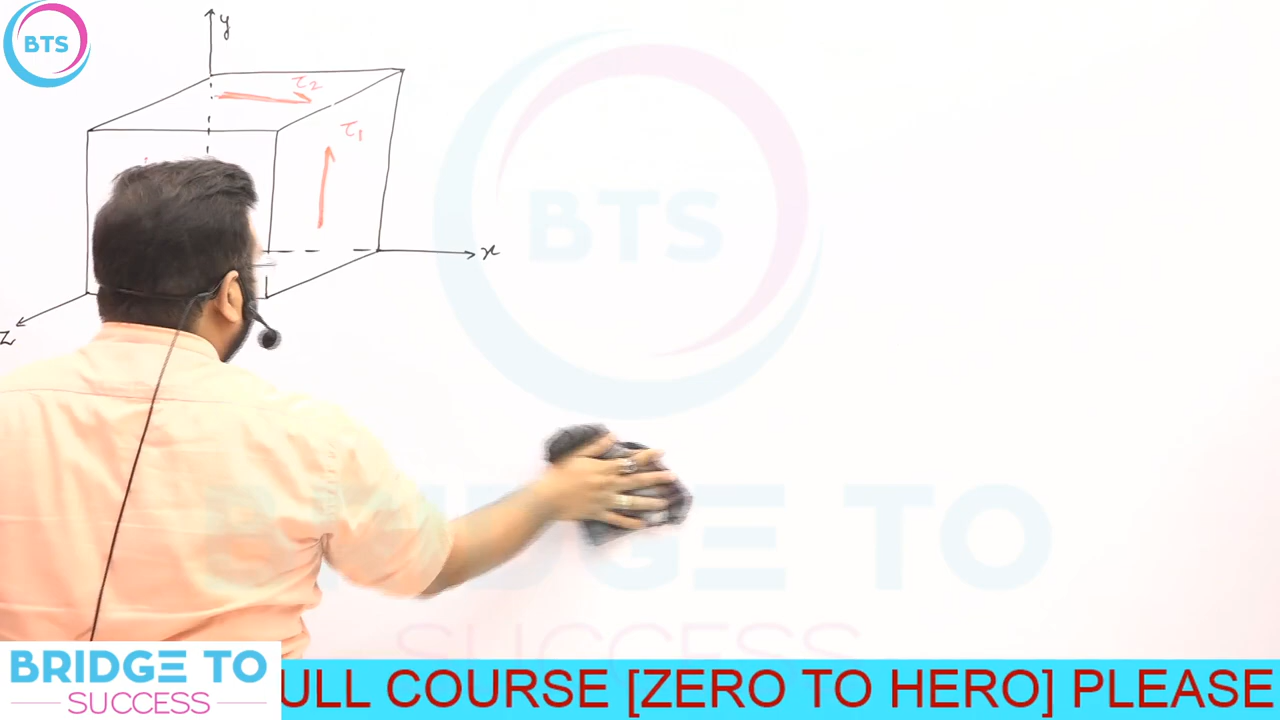 BTS
y
τ2
τ1
x
z
BTS
BRIDGE TO
SUCCESS
BRIDGE TO
SUCCESS
ULL COURSE [ZERO TO HERO] PLEASE